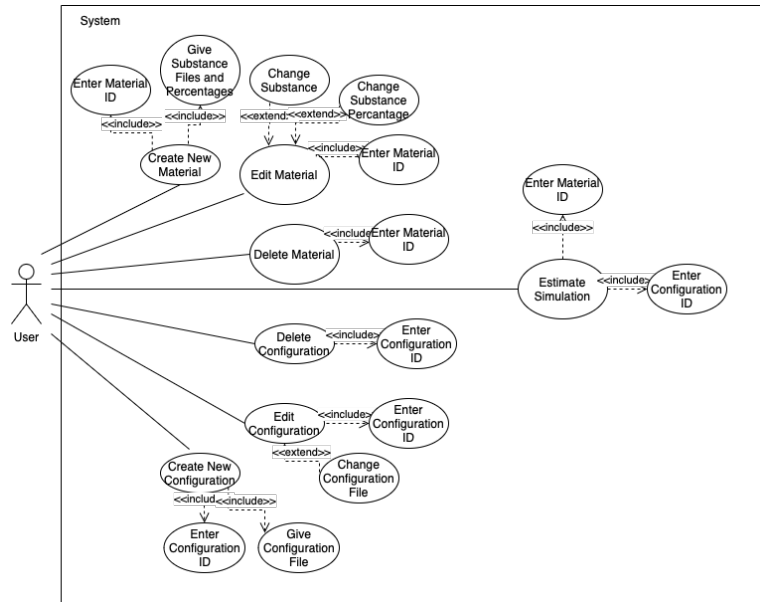 System
Give
Substance
Files and
Percentages
Enter Material
ID
Change
Substance
Change
Substance
Percentage
<<include>>
<<include>>
<<extend>>
<<extend>>
Create New
Material
Edit Material
<<include>>
Enter Material
ID
Enter Material
ID
<<include>>
Delete Material
<<include
Enter Material
ID
Estimate
Simulation
<<include>>
Enter
Configuration
ID
User
Delete
Configuration
<<include>
Enter
Configuration
ID
Edit
Configuration
<<include>
Enter
Configuration
ID
<<extend>>
Change
Configuration
File
Create New
Configuration
<<includ
<<include>>
Enter
Configuration
ID
Give
Configuration
File